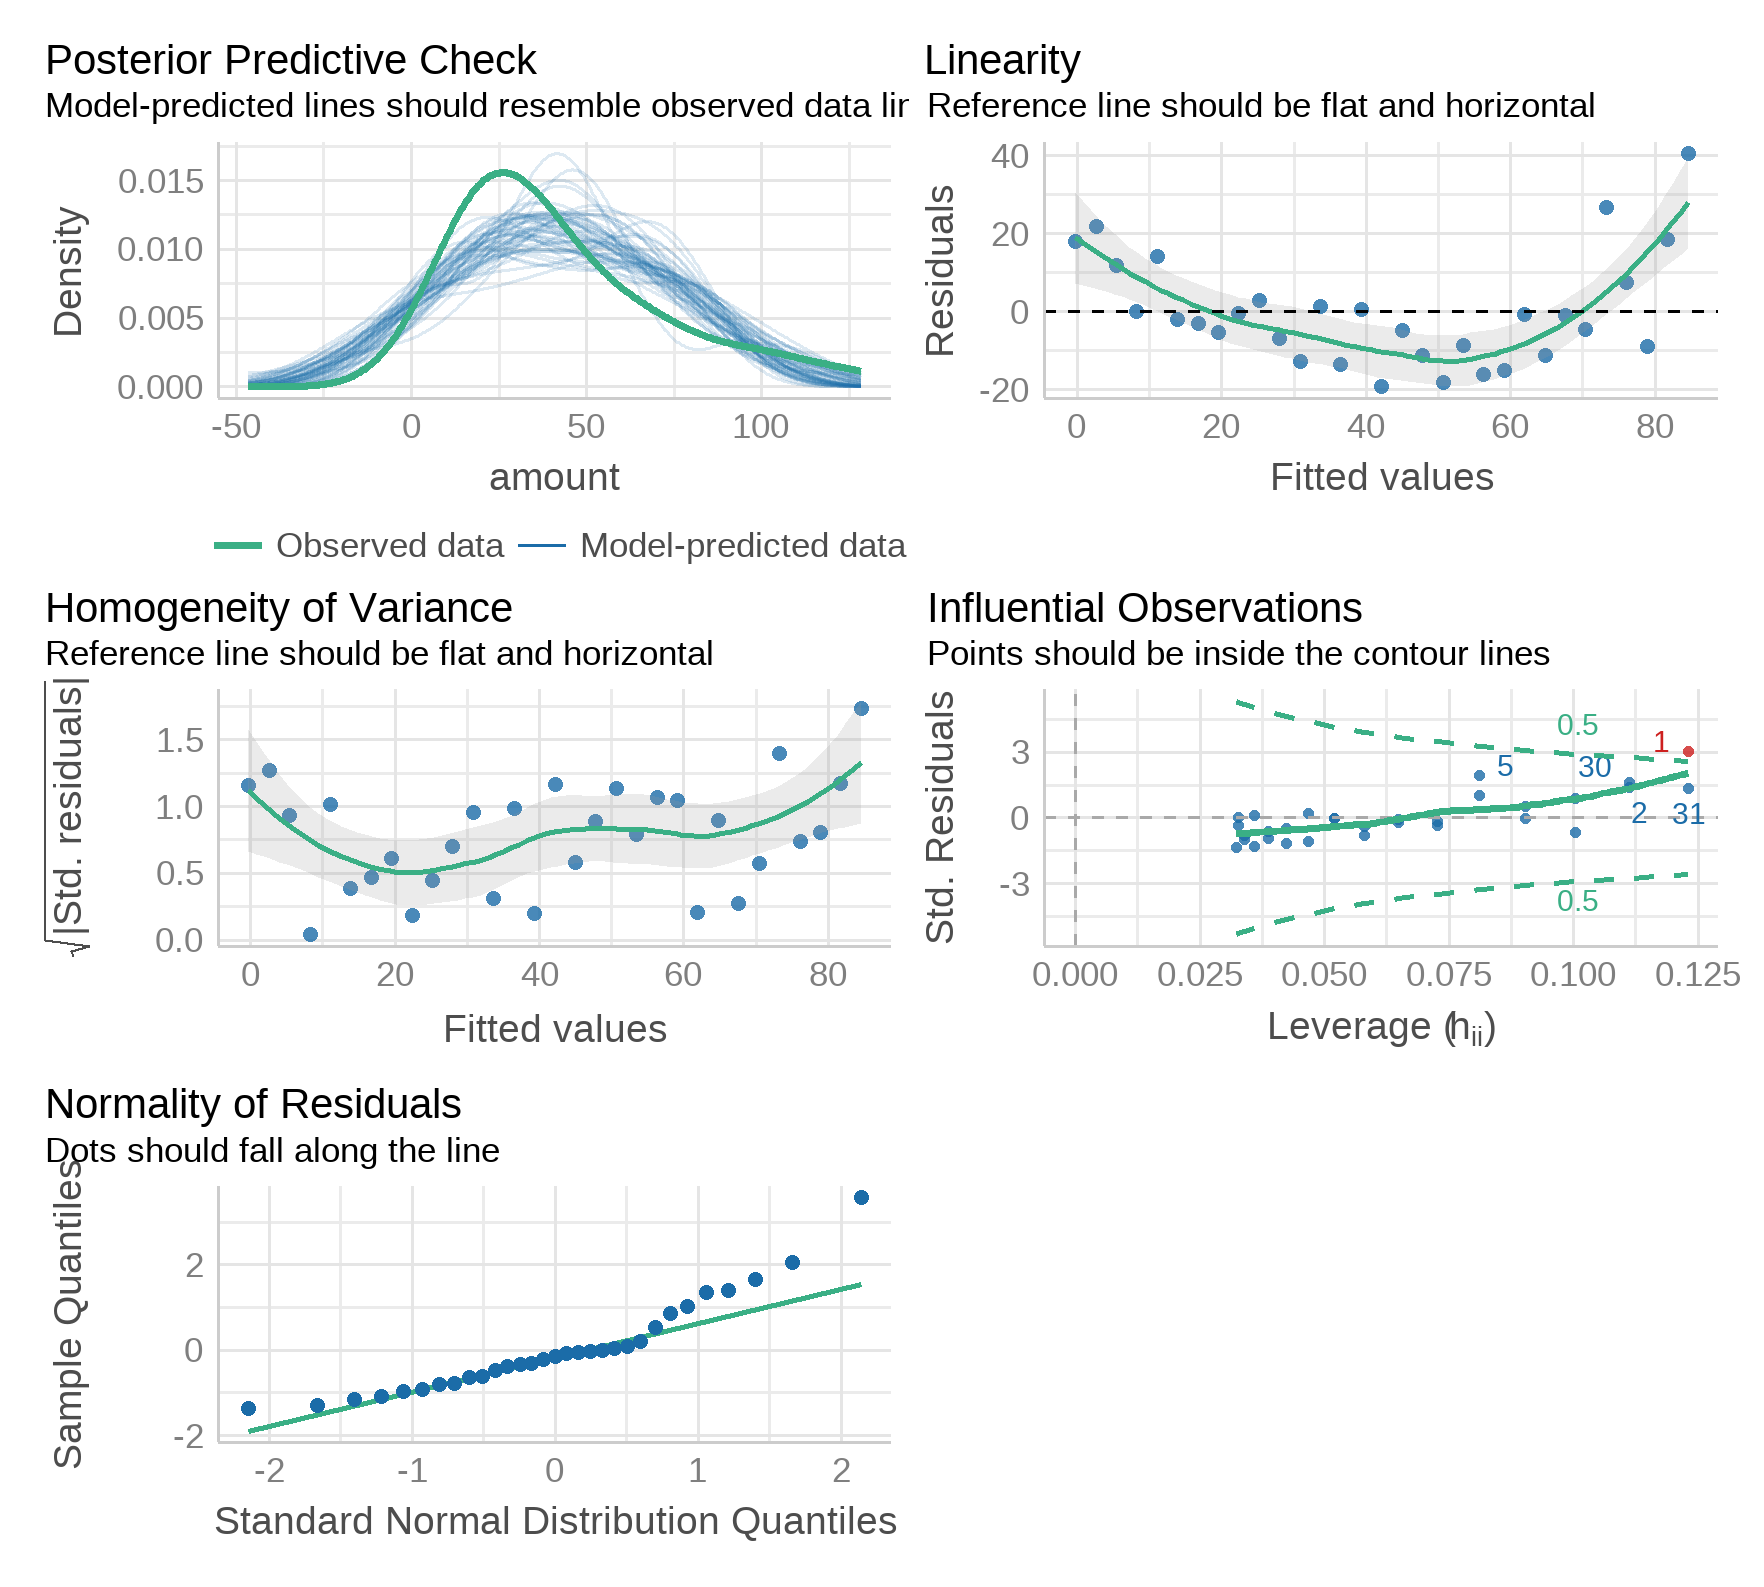 Posterior Predictive Check
Model-predicted lines should resemble observed data lin
Density
0.015
0.010
0.005
0.000
-50
0
50
100
amount
Observed data
Model-predicted data
Linearity
Reference line should be flat and horizontal
Residuals
40
20
0
-20
0
20
40
60
80
Fitted values
Homogeneity of Variance
Reference line should be flat and horizontal
√|Std. residuals|
1.5
1.0
0.5
0.0
0
20
40
60
80
Fitted values
Influential Observations
Points should be inside the contour lines
Std. Residuals
3
0
-3
0.5
1
5
30
2
31
0.5
0.000
0.025
0.050
0.075
0.100
0.125
Leverage (hii)
Normality of Residuals
Dots should fall along the line
Sample Quantiles
2
0
-2
-2
-1
0
1
2
Standard Normal Distribution Quantiles